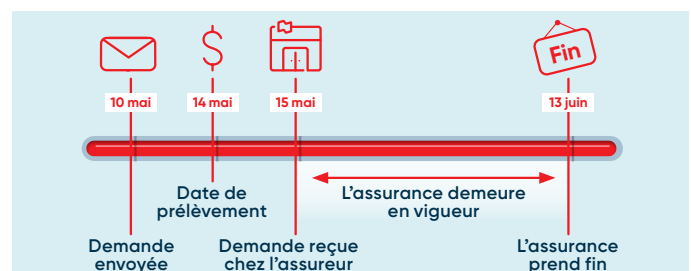 Fin
10 mai
14 mai
15 mai
13 juin
Date de
prélèvement
L'assurance demeure
en vigueur
Demande
envoyée
Demande reçue
chez l'assureur
L'assurance
prend fin